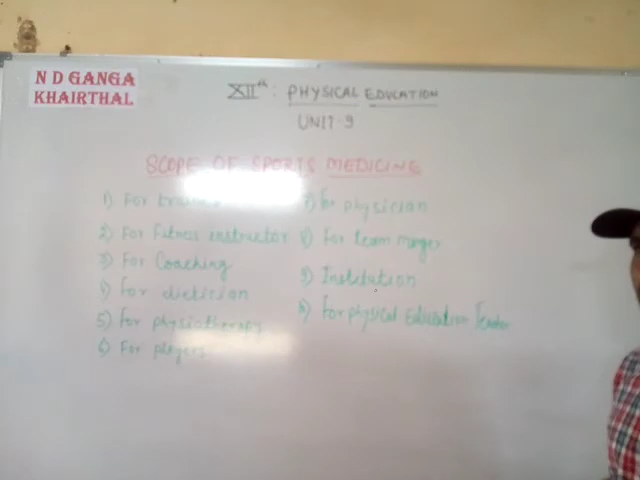 N D GANGA
KHAIRTHAL
XIIth : PHYSICAL EDUCATION
UNIT-9
SCOPE OF SPORTS MEDICINE
1) For
2) For Fitness instructor
3) For Coaching
4) For dietician
5) For physiotherapy
6) For players
7) For physician
8) For team
9) Institution
10) For physical Education Teacher